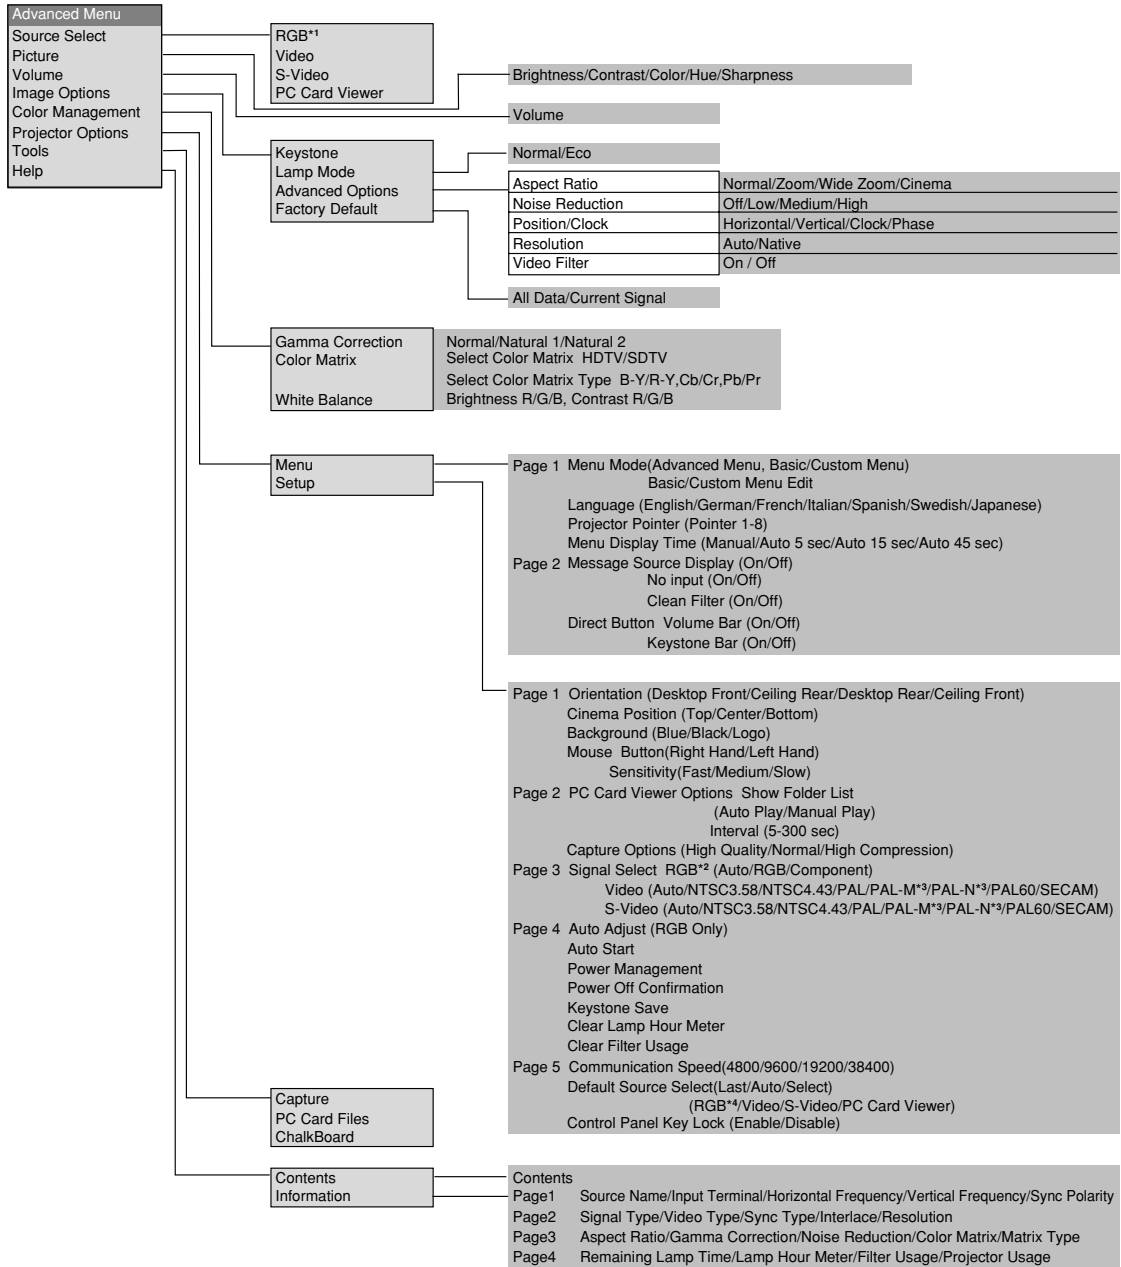 Advanced Menu
Source Select
Picture
Volume
Image Options
Color Management
Projector Options
Tools
Help
RGB*1
Video
S-Video
PC Card Viewer
Brightness/Contrast/Color/Hue/Sharpness
Volume
Keystone
Lamp Mode
Advanced Options
Factory Default
Normal/Eco
Aspect Ratio Normal/Zoom/Wide Zoom/Cinema
Noise Reduction Off/Low/Medium/High
Position/Clock Horizontal/Vertical/Clock/Phase
Resolution Auto/Native
Video Filter On / Off
All Data/Current Signal
Gamma Correction Normal/Natural 1/Natural 2
Color Matrix Select Color Matrix HDTV/SDTV
Select Color Matrix Type B-Y/R-Y,Cb/Cr,Pb/Pr
White Balance Brightness R/G/B, Contrast R/G/B
Menu
Setup
Page 1 Menu Mode(Advanced Menu, Basic/Custom Menu)
Basic/Custom Menu Edit
Language (English/German/French/Italian/Spanish/Swedish/Japanese)
Projector Pointer (Pointer 1-8)
Menu Display Time (Manual/Auto 5 sec/Auto 15 sec/Auto 45 sec)
Page 2 Message Source Display (On/Off)
No input (On/Off)
Clean Filter (On/Off)
Direct Button Volume Bar (On/Off)
Keystone Bar (On/Off)
Page 1 Orientation (Desktop Front/Ceiling Rear/Desktop Rear/Ceiling Front)
Cinema Position (Top/Center/Bottom)
Background (Blue/Black/Logo)
Mouse Button(Right Hand/Left Hand)
Sensitivity(Fast/Medium/Slow)
Page 2 PC Card Viewer Options Show Folder List
(Auto Play/Manual Play)
Interval (5-300 sec)
Capture Options (High Quality/Normal/High Compression)
Page 3 Signal Select RGB*2 (Auto/RGB/Component)
Video (Auto/NTSC3.58/NTSC4.43/PAL/PAL-M*3/PAL-N*3/PAL60/SECAM)
S-Video (Auto/NTSC3.58/NTSC4.43/PAL/PAL-M*3/PAL-N*3/PAL60/SECAM)
Page 4 Auto Adjust (RGB Only)
Auto Start
Power Management
Power Off Confirmation
Keystone Save
Clear Lamp Hour Meter
Clear Filter Usage
Page 5 Communication Speed(4800/9600/19200/38400)
Default Source Select(Last/Auto/Select)
(RGB*4/Video/S-Video/PC Card Viewer)
Control Panel Key Lock (Enable/Disable)
Capture
PC Card Files
ChalkBoard
Contents
Information
Contents
Page1 Source Name/Input Terminal/Horizontal Frequency/Vertical Frequency/Sync Polarity
Page2 Signal Type/Video Type/Sync Type/Interlace/Resolution
Page3 Aspect Ratio/Gamma Correction/Noise Reduction/Color Matrix/Matrix Type
Page4 Remaining Lamp Time/Lamp Hour Meter/Filter Usage/Projector Usage